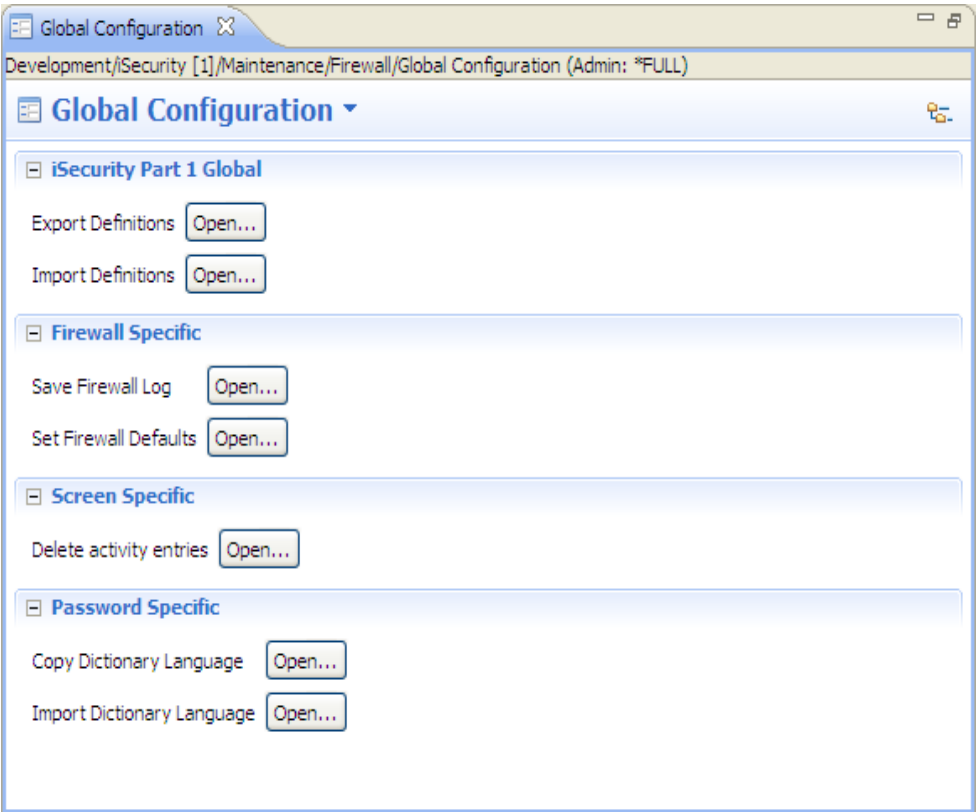 Global Configuration
Development/iSecurity [1]/Maintenance/Firewall/Global Configuration (Admin: *FULL)
Global Configuration
iSecurity Part 1 Global
Export Definitions Open...
Import Definitions Open...
Firewall Specific
Save Firewall Log Open...
Set Firewall Defaults Open...
Screen Specific
Delete activity entries Open...
Password Specific
Copy Dictionary Language Open...
Import Dictionary Language Open...